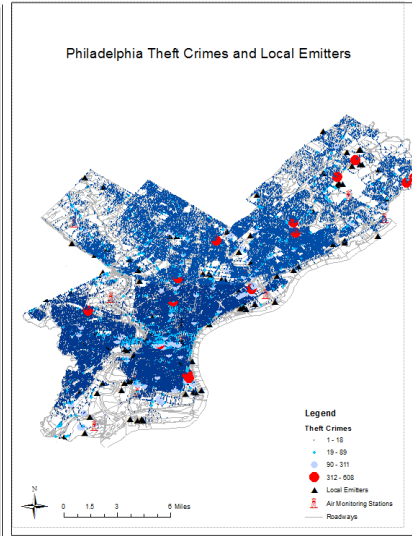 Philadelphia Theft Crimes and Local Emitters
Legend
Theft Crimes
1 - 18
19 - 89
90 - 311
312 - 608
Local Emitters
Air Monitoring Stations
Roadways
N
0 1.5 3 6 Miles